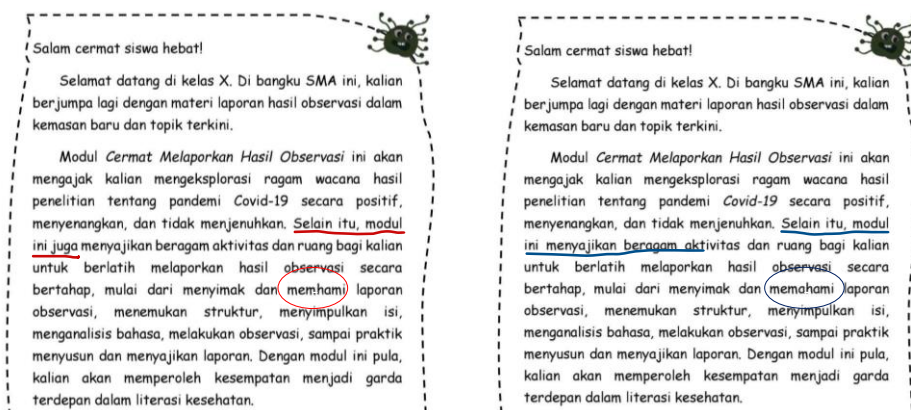 Salam cermat siswa hebat!
Selamat datang di kelas X. Di bangku SMA ini, kalian
berjumpa lagi dengan materi laporan hasil observasi dalam
kemasan baru dan topik terkini.
Modul Cermat Melaporkan Hasil Observasi ini akan
mengajak kalian mengeksplorasi ragam wacana hasil
penelitian tentang pandemi Covid-19 secara positif,
menyenangkan, dan tidak menjenuhkan. Selain itu, modul
ini juga menyajikan beragam aktivitas dan ruang bagi kalian
untuk berlatih melaporkan hasil observasi secara
bertahap, mulai dari menyimak dan memhami laporan
observasi, menemukan struktur, menyimpulkan isi,
menganalisis bahasa, melakukan observasi, sampai praktik
menyusun dan menyajikan laporan. Dengan modul ini pula,
kalian akan memperoleh kesempatan menjadi garda
terdepan dalam literasi kesehatan.
Salam cermat siswa hebat!
Selamat datang di kelas X. Di bangku SMA ini, kalian
berjumpa lagi dengan materi laporan hasil observasi dalam
kemasan baru dan topik terkini.
Modul Cermat Melaporkan Hasil Observasi ini akan
mengajak kalian mengeksplorasi ragam wacana hasil
penelitian tentang pandemi Covid-19 secara positif,
menyenangkan, dan tidak menjenuhkan. Selain itu, modul
ini menyajikan beragam aktivitas dan ruang bagi kalian
untuk berlatih melaporkan hasil observasi secara
bertahap, mulai dari menyimak dan memahami laporan
observasi, menemukan struktur, menyimpulkan isi,
menganalisis bahasa, melakukan observasi, sampai praktik
menyusun dan menyajikan laporan. Dengan modul ini pula,
kalian akan memperoleh kesempatan menjadi garda
terdepan dalam literasi kesehatan.